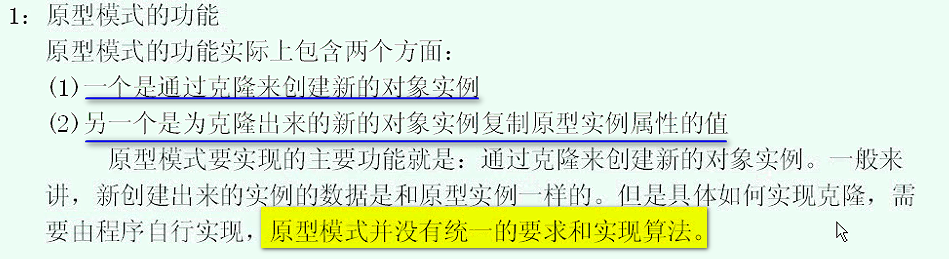 1：原型模式的功能
原型模式的功能实际上包含两个方面：
(1)一个是通过克隆来创建新的对象实例
(2)另一个是为克隆出来的新的对象实例复制原型实例属性的值
原型模式要实现的主要功能就是：通过克隆来创建新的对象实例。一般来
讲，新创建出来的实例的数据是和原型实例一样的。但是具体如何实现克隆，需
要由程序自行实现，原型模式并没有统一的要求和实现算法。